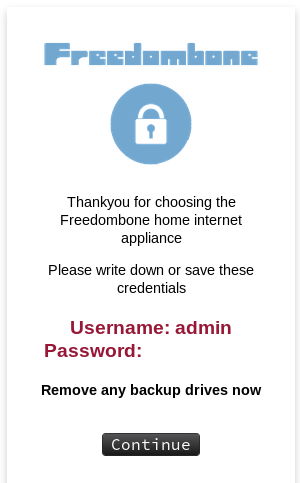 Freedombone
Thankyou for choosing the
Freedombone home internet
appliance
Please write down or save these
credentials
Username: admin
Password:
Remove any backup drives now
Continue